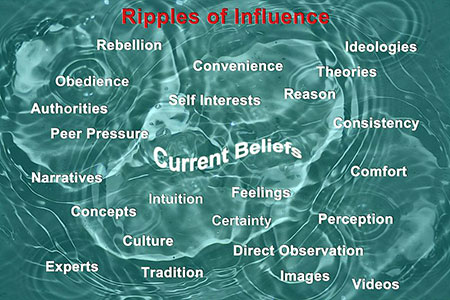 Ripples of Influence
Rebellion
Ideologies
Convenience
Theories
Obedience
Self Interests
Reason
Authorities
Consistency
Peer Pressure
Current Beliefs
Narratives
Comfort
Intuition
Feelings
Concepts
Certainty
Perception
Culture
Direct Observation
Experts
Tradition
Images
Videos